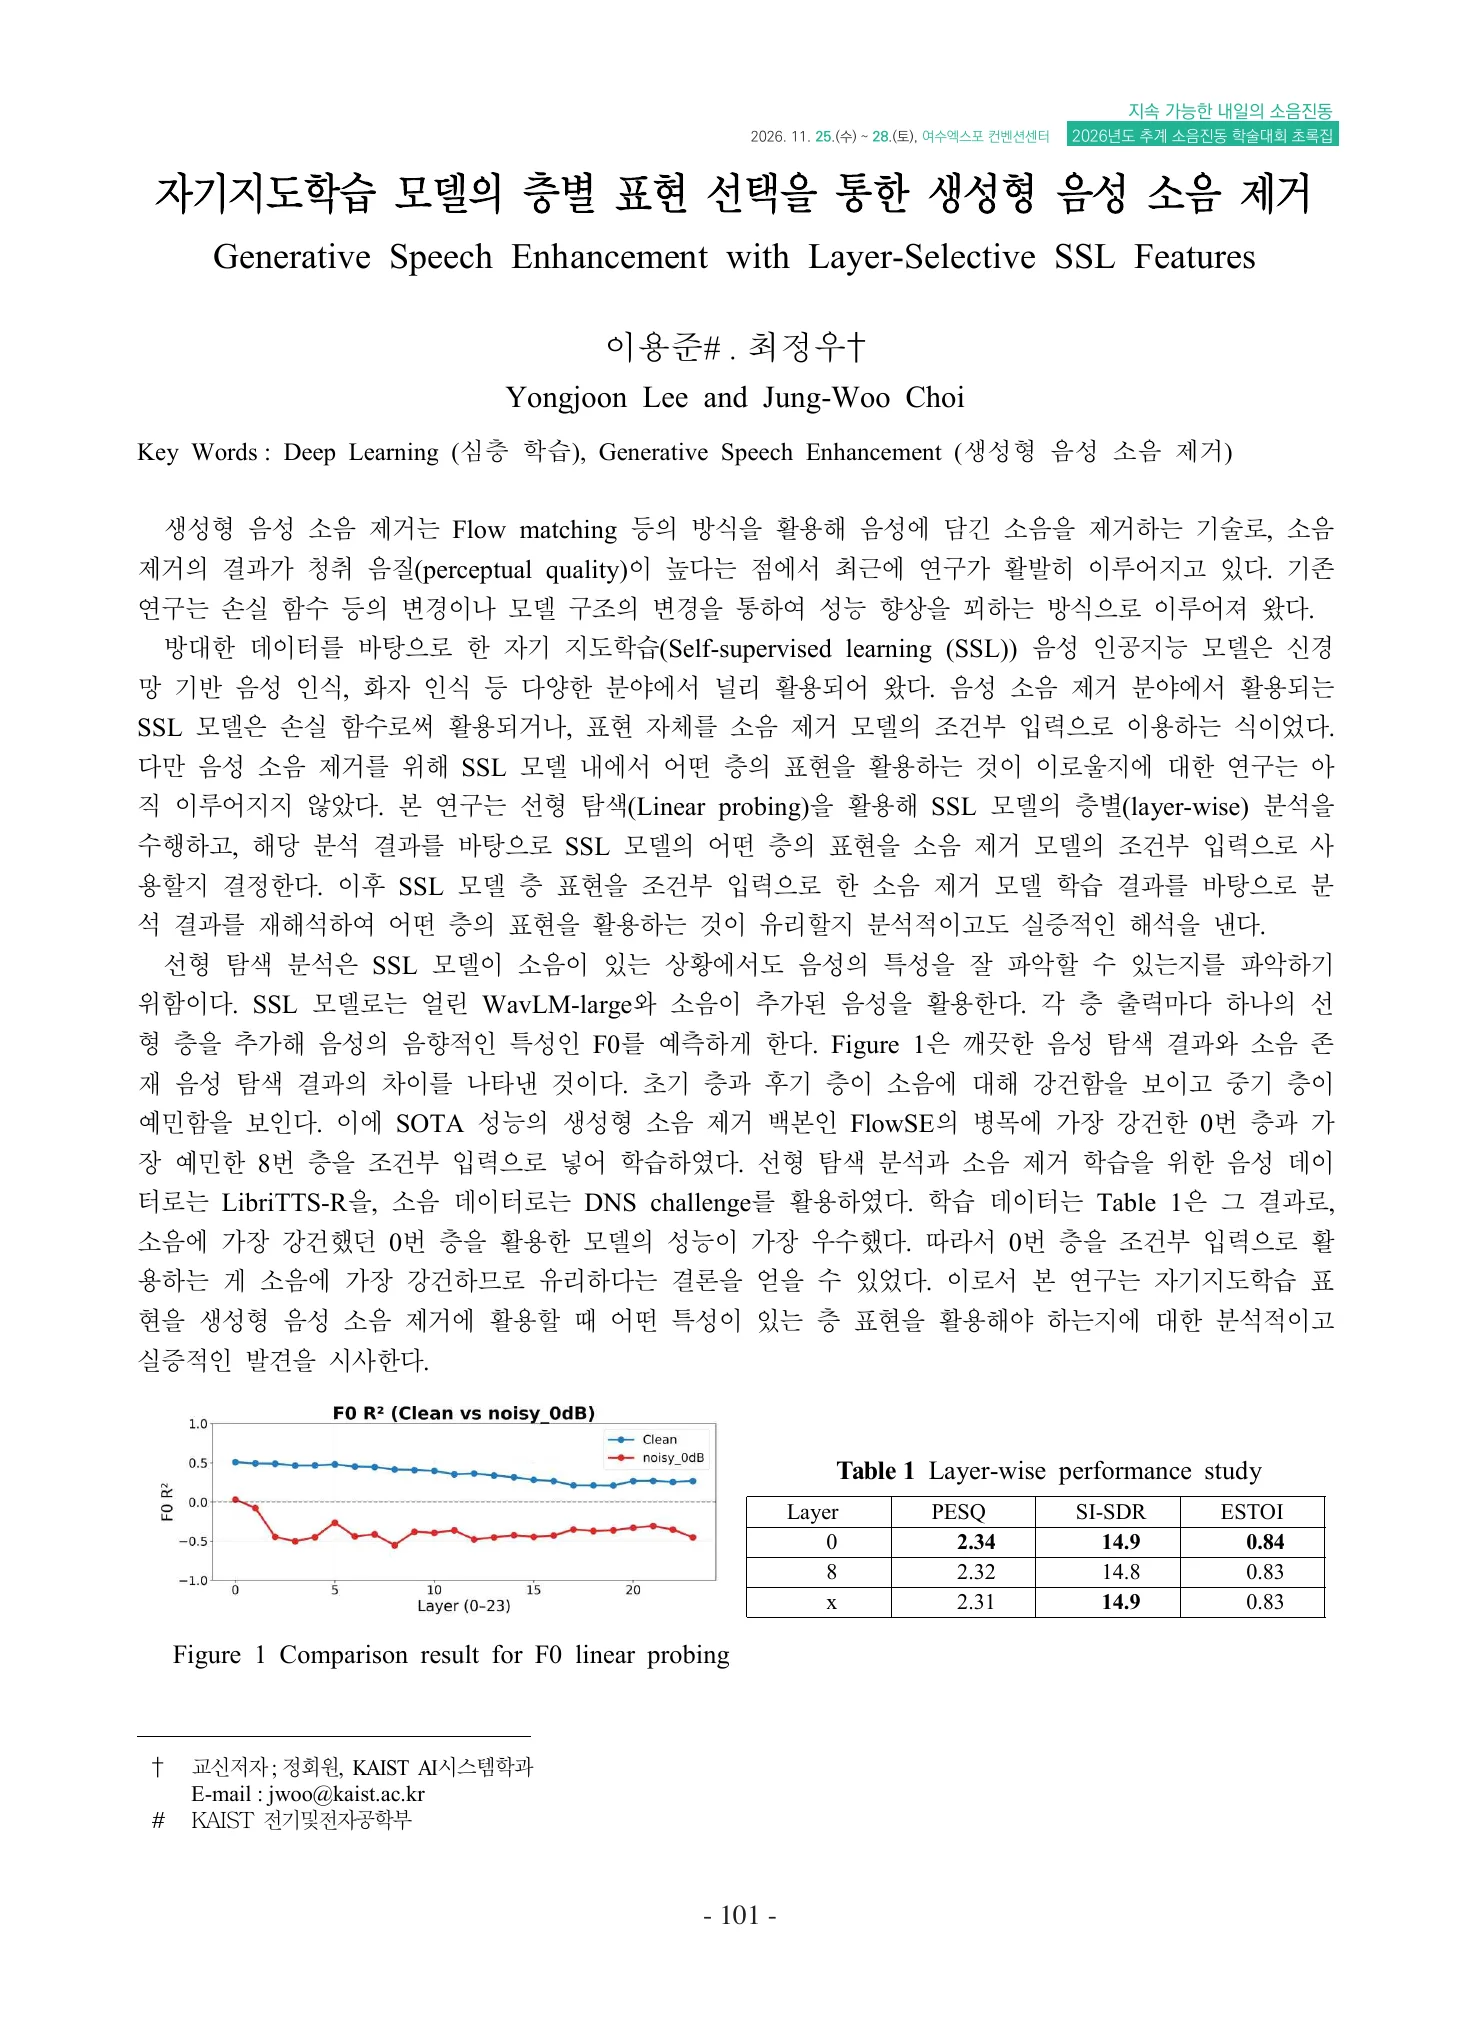 지속 가능한 내일의 소음진동
2026. 11. 25.(수) ~ 28.(토), 여수엑스포 컨벤션센터 2026년도 추계 소음진동 학술대회 초록집
자기지도학습 모델의 층별 표현 선택을 통한 생성형 음성 소음 제거
Generative Speech Enhancement with Layer-Selective SSL Features
이용준# . 최정우†
Yongjoon Lee and Jung-Woo Choi
Key Words : Deep Learning (심층 학습), Generative Speech Enhancement (생성형 음성 소음 제거)
생성형 음성 소음 제거는 Flow matching 등의 방식을 활용해 음성에 담긴 소음을 제거하는 기술로, 소음
제거의 결과가 청취 음질(perceptual quality)이 높다는 점에서 최근에 연구가 활발히 이루어지고 있다. 기존
연구는 손실 함수 등의 변경이나 모델 구조의 변경을 통하여 성능 향상을 꾀하는 방식으로 이루어져 왔다.
방대한 데이터를 바탕으로 한 자기 지도학습(Self-supervised learning (SSL)) 음성 인공지능 모델은 신경
망 기반 음성 인식, 화자 인식 등 다양한 분야에서 널리 활용되어 왔다. 음성 소음 제거 분야에서 활용되는
SSL 모델은 손실 함수로써 활용되거나, 표현 자체를 소음 제거 모델의 조건부 입력으로 이용하는 식이었다.
다만 음성 소음 제거를 위해 SSL 모델 내에서 어떤 층의 표현을 활용하는 것이 이로울지에 대한 연구는 아
직 이루어지지 않았다. 본 연구는 선형 탐색(Linear probing)을 활용해 SSL 모델의 층별(layer-wise) 분석을
수행하고, 해당 분석 결과를 바탕으로 SSL 모델의 어떤 층의 표현을 소음 제거 모델의 조건부 입력으로 사
용할지 결정한다. 이후 SSL 모델 층 표현을 조건부 입력으로 한 소음 제거 모델 학습 결과를 바탕으로 분
석 결과를 재해석하여 어떤 층의 표현을 활용하는 것이 유리할지 분석적이고도 실증적인 해석을 낸다.
선형 탐색 분석은 SSL 모델이 소음이 있는 상황에서도 음성의 특성을 잘 파악할 수 있는지를 파악하기
위함이다. SSL 모델로는 얼린 WavLM-large와 소음이 추가된 음성을 활용한다. 각 층 출력마다 하나의 선
형 층을 추가해 음성의 음향적인 특성인 F0를 예측하게 한다. Figure 1은 깨끗한 음성 탐색 결과와 소음 존
재 음성 탐색 결과의 차이를 나타낸 것이다. 초기 층과 후기 층이 소음에 대해 강건함을 보이고 중기 층이
예민함을 보인다. 이에 SOTA 성능의 생성형 소음 제거 백본인 FlowSE의 병목에 가장 강건한 0번 층과 가
장 예민한 8번 층을 조건부 입력으로 넣어 학습하였다. 선형 탐색 분석과 소음 제거 학습을 위한 음성 데이
터로는 LibriTTS-R을, 소음 데이터로는 DNS challenge를 활용하였다. 학습 데이터는 Table 1은 그 결과로,
소음에 가장 강건했던 0번 층을 활용한 모델의 성능이 가장 우수했다. 따라서 0번 층을 조건부 입력으로 활
용하는 게 소음에 가장 강건하므로 유리하다는 결론을 얻을 수 있었다. 이로서 본 연구는 자기지도학습 표
현을 생성형 음성 소음 제거에 활용할 때 어떤 특성이 있는 층 표현을 활용해야 하는지에 대한 분석적이고
실증적인 발견을 시사한다.
F0 R² (Clean vs noisy_0dB)
Clean
noisy_0dB
F0 R²
1.0
0.5
0.0
−0.5
−1.0
0 5 10 15 20
Layer (0–23)
Figure 1 Comparison result for F0 linear probing
Table 1 Layer-wise performance study
Layer PESQ SI-SDR ESTOI
0 2.34 14.9 0.84
8 2.32 14.8 0.83
x 2.31 14.9 0.83
† 교신저자 ; 정회원, KAIST AI시스템학과
E-mail : jwoo@kaist.ac.kr
# KAIST 전기및전자공학부
- 101 -